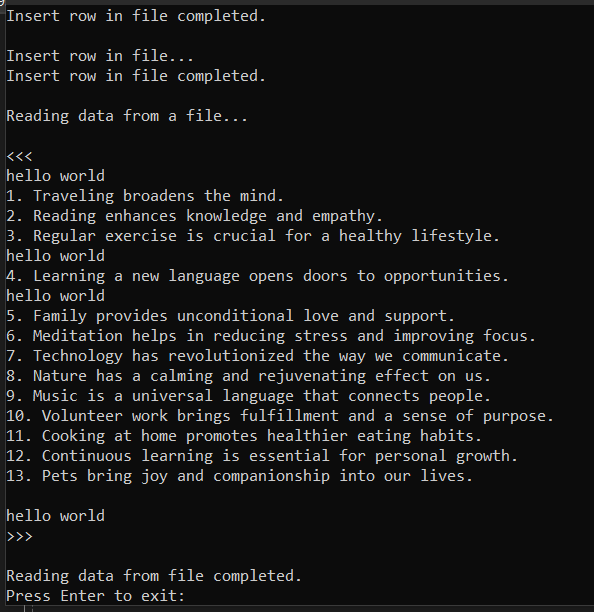 Insert row in file completed.
Insert row in file...
Insert row in file completed.
Reading data from a file...
<<<
hello world
1. Traveling broadens the mind.
2. Reading enhances knowledge and empathy.
3. Regular exercise is crucial for a healthy lifestyle.
hello world
4. Learning a new language opens doors to opportunities.
hello world
5. Family provides unconditional love and support.
6. Meditation helps in reducing stress and improving focus.
7. Technology has revolutionized the way we communicate.
8. Nature has a calming and rejuvenating effect on us.
9. Music is a universal language that connects people.
10. Volunteer work brings fulfillment and a sense of purpose.
11. Cooking at home promotes healthier eating habits.
12. Continuous learning is essential for personal growth.
13. Pets bring joy and companionship into our lives.
hello world
>>>
Reading data from file completed.
Press Enter to exit: